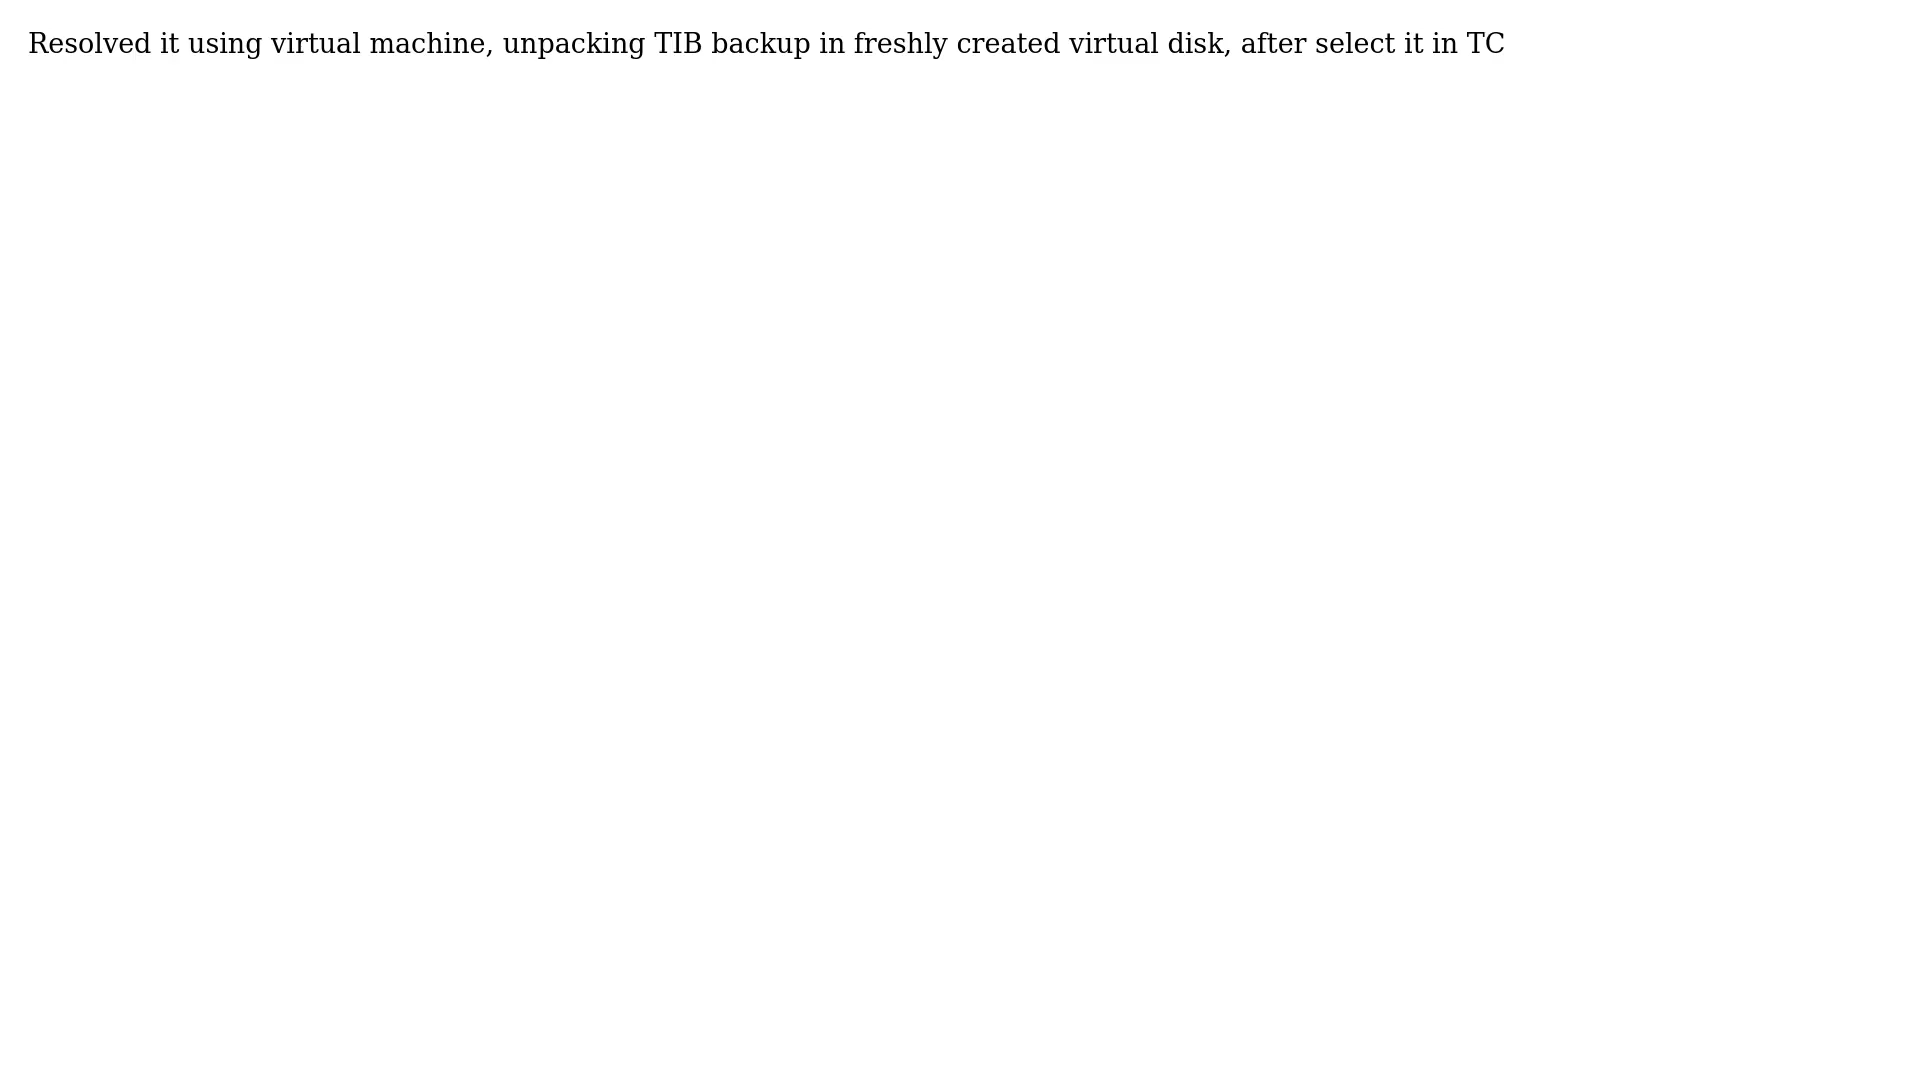 Resolved it using virtual machine, unpacking TIB backup in freshly created virtual disk, after select it in TC